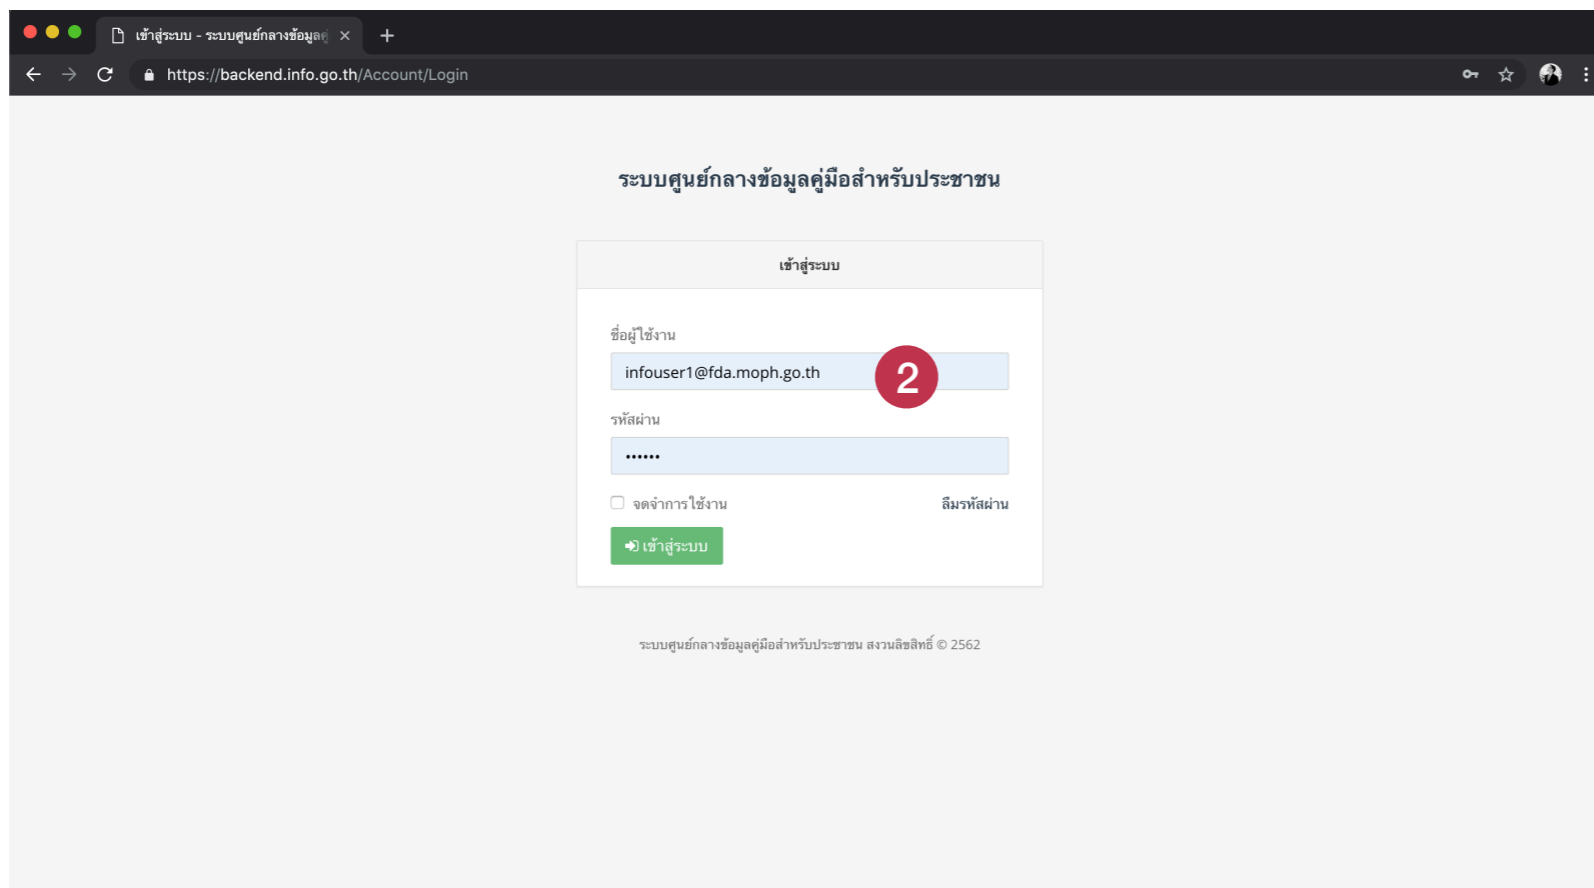 เข้าสู่ระบบ - ระบบศูนย์กลางข้อมูลคู่
https://backend.info.go.th/Account/Login
ระบบศูนย์กลางข้อมูลคู่มือสำหรับประชาชน
เข้าสู่ระบบ
ชื่อผู้ใช้งาน
infouser1@fda.moph.go.th
2
รหัสผ่าน
••••••
จดจำการใช้งาน
ลืมรหัสผ่าน
เข้าสู่ระบบ
ระบบศูนย์กลางข้อมูลคู่มือสำหรับประชาชน สงวนลิขสิทธิ์ © 2562